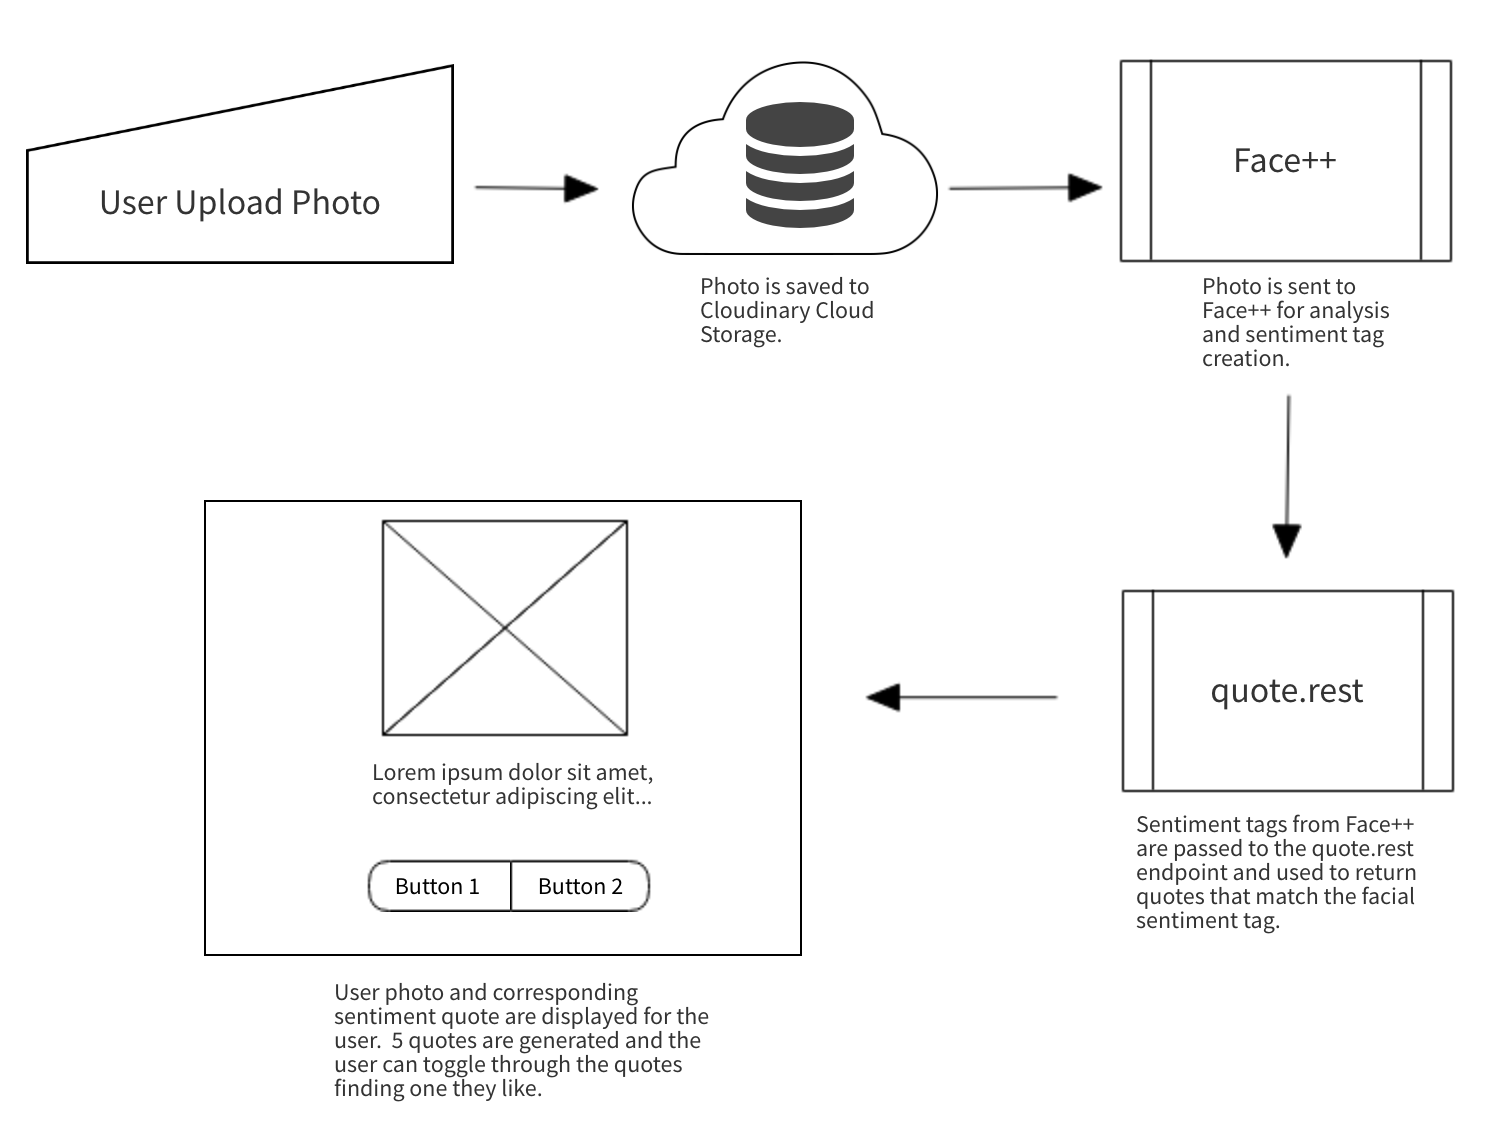 User Upload Photo
Face++
Photo is saved to
Cloudinary Cloud
Storage.
Photo is sent to
Face++ for analysis
and sentiment tag
creation.
quote.rest
Sentiment tags from Face++
are passed to the quote.rest
endpoint and used to return
quotes that match the facial
sentiment tag.
Lorem ipsum dolor sit amet,
consectetur adipiscing elit...
Button 1
Button 2
User photo and corresponding
sentiment quote are displayed for the
user.  5 quotes are generated and the
user can toggle through the quotes
finding one they like.